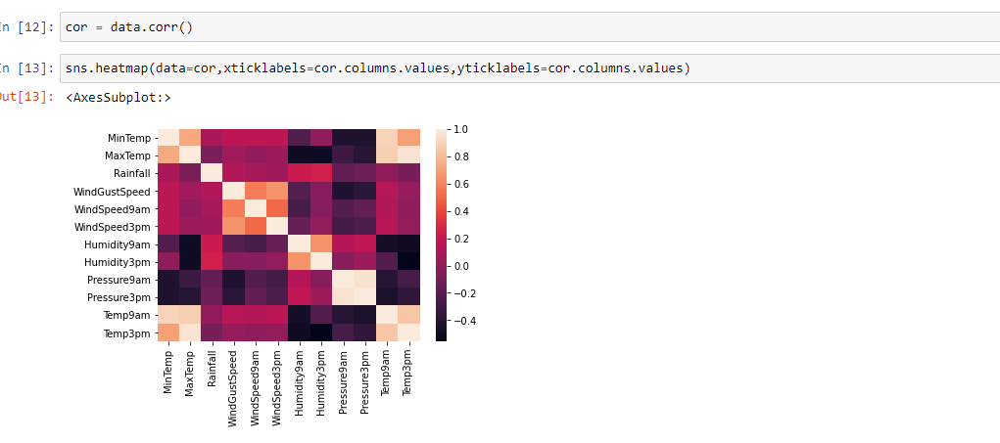 n [12]: cor = data.corr()
n [13]: sns.heatmap(data=cor,xticklabels=cor.columns.values,yticklabels=cor.columns.values)
ut[13]: <AxesSubplot:>
MinTemp
MaxTemp
Rainfall
WindGustSpeed
WindSpeed9am
WindSpeed3pm
Humidity9am
Humidity3pm
Pressure9am
Pressure3pm
Temp9am
Temp3pm
1.0
0.8
0.6
0.4
0.2
0.0
−0.2
−0.4
MinTemp
MaxTemp
Rainfall
WindGustSpeed
WindSpeed9am
WindSpeed3pm
Humidity9am
Humidity3pm
Pressure9am
Pressure3pm
Temp9am
Temp3pm